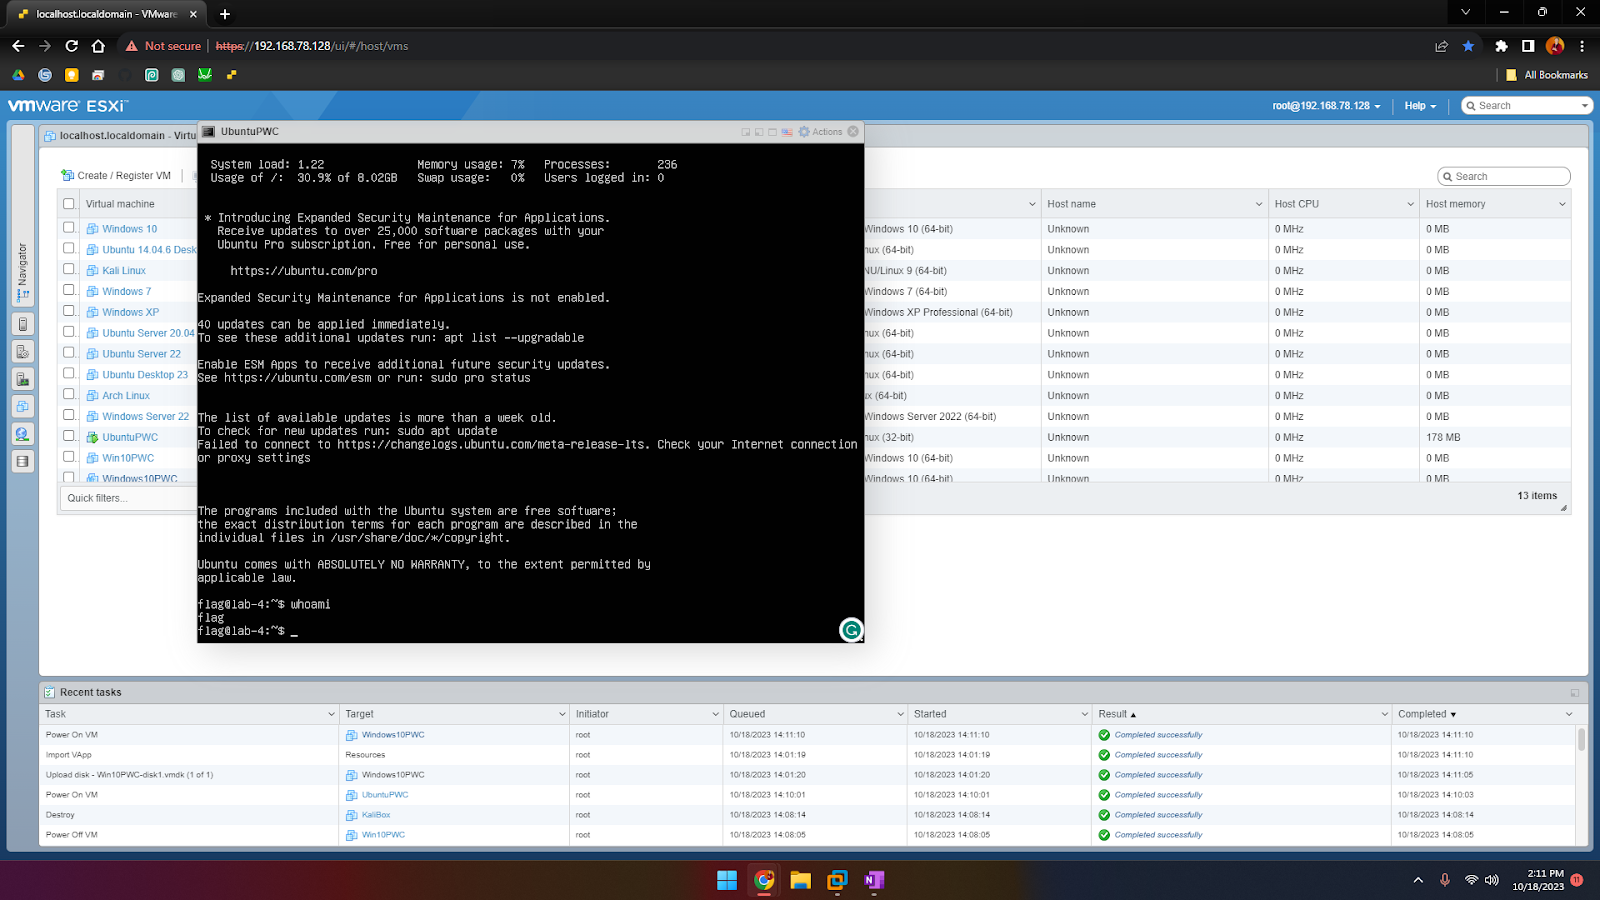 localhost.localdomain - VMware
Not secure
https://192.168.78.128/ui/#/host/vms
All Bookmarks
vmware ESXi™
root@192.168.78.128
Help
Search
localhost.localdomain - Virtu
Navigator
UbuntuPWC
Actions
Create / Register VM
Search
Virtual machine
Host name
Host CPU
Host memory
Windows 10
Windows 10 (64-bit)
Unknown
0 MHz
0 MB
Ubuntu 14.04.6 Desk
nux (64-bit)
Unknown
0 MHz
0 MB
Kali Linux
NU/Linux 9 (64-bit)
Unknown
0 MHz
0 MB
Windows 7
Windows 7 (64-bit)
Unknown
0 MHz
0 MB
Windows XP
Windows XP Professional (64-bit)
Unknown
0 MHz
0 MB
Ubuntu Server 20.04
nux (64-bit)
Unknown
0 MHz
0 MB
Ubuntu Server 22
nux (64-bit)
Unknown
0 MHz
0 MB
Ubuntu Desktop 23
nux (64-bit)
Unknown
0 MHz
0 MB
Arch Linux
ux (64-bit)
Unknown
0 MHz
0 MB
Windows Server 22
Windows Server 2022 (64-bit)
Unknown
0 MHz
0 MB
UbuntuPWC
nux (32-bit)
Unknown
0 MHz
178 MB
Win10PWC
Windows 10 (64-bit)
Unknown
0 MHz
0 MB
Windows10PWC
Windows 10 (64-bit)
Unknown
0 MHz
0 MB
Quick filters...
13 items
System load: 1.22 Memory usage: 7% Processes: 236
Usage of /: 30.9% of 8.02GB Swap usage: 0% Users logged in: 0
* Introducing Expanded Security Maintenance for Applications.
Receive updates to over 25,000 software packages with your
Ubuntu Pro subscription. Free for personal use.
https://ubuntu.com/pro
Expanded Security Maintenance for Applications is not enabled.
40 updates can be applied immediately.
To see these additional updates run: apt list --upgradable
Enable ESM Apps to receive additional future security updates.
See https://ubuntu.com/esm or run: sudo pro status
The list of available updates is more than a week old.
To check for new updates run: sudo apt update
Failed to connect to https://changelogs.ubuntu.com/meta-release-lts. Check your Internet connection
or proxy settings
The programs included with the Ubuntu system are free software;
the exact distribution terms for each program are described in the
individual files in /usr/share/doc/*/copyright.
Ubuntu comes with ABSOLUTELY NO WARRANTY, to the extent permitted by
applicable law.
flag@lab-4:~$ whoami
flag
flag@lab-4:~$ _
Recent tasks
Task Target Initiator Queued Started Result ▲ Completed ▼
Power On VM Windows10PWC root 10/18/2023 14:11:10 10/18/2023 14:11:10 Completed successfully 10/18/2023 14:11:10
Import VApp Resources root 10/18/2023 14:01:19 10/18/2023 14:01:19 Completed successfully 10/18/2023 14:11:10
Upload disk - Win10PWC-disk1.vmdk (1 of 1) Windows10PWC root 10/18/2023 14:01:20 10/18/2023 14:01:20 Completed successfully 10/18/2023 14:11:05
Power On VM UbuntuPWC root 10/18/2023 14:10:01 10/18/2023 14:10:01 Completed successfully 10/18/2023 14:10:03
Destroy KaliBox root 10/18/2023 14:08:14 10/18/2023 14:08:14 Completed successfully 10/18/2023 14:08:14
Power Off VM Win10PWC root 10/18/2023 14:08:05 10/18/2023 14:08:05 Completed successfully 10/18/2023 14:08:05
2:11 PM
10/18/2023
11